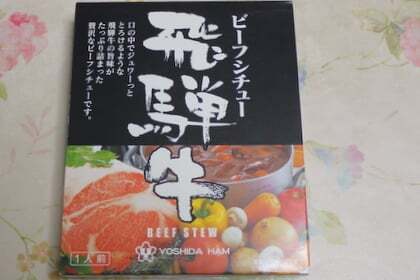 ビーフシチュー
飛騨牛
口の中でジュワーっと
とろけるような
飛騨牛の旨味が
たっぷり詰まった
贅沢なビーフシチューです。
BEEF STEW
YOSHIDA HAM
1人前